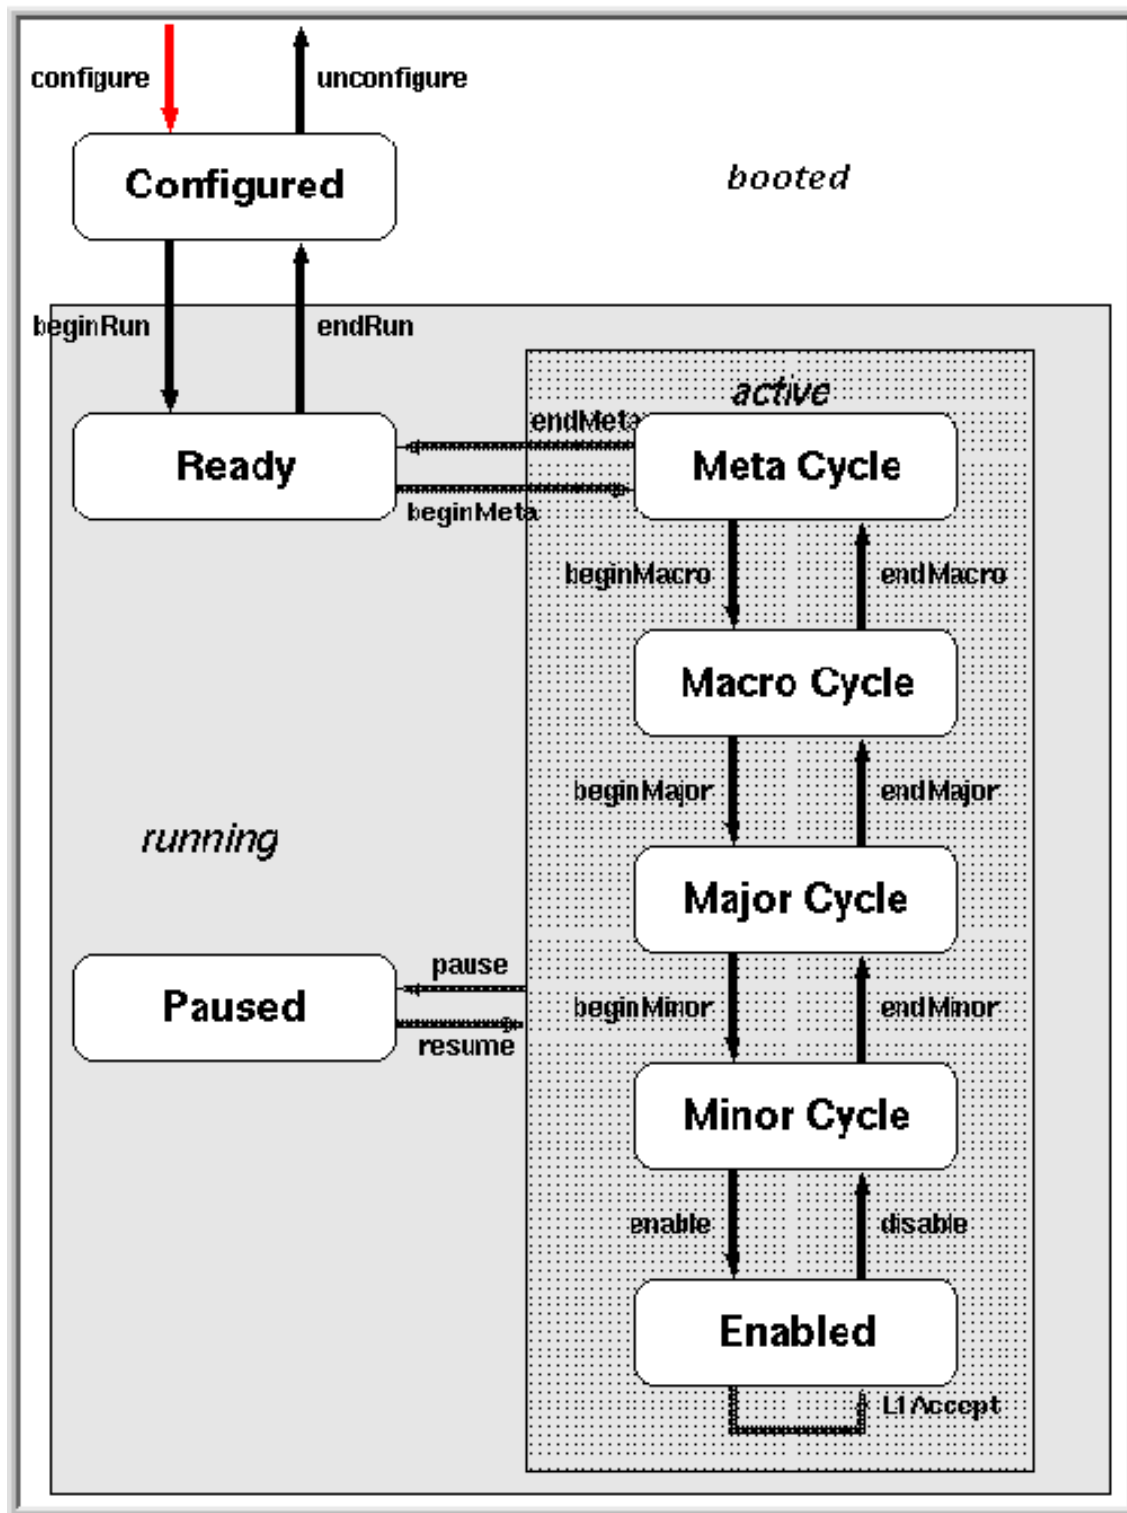 configure
unconfigure
Configured
booted
beginRun
endRun
active
endMeta
Ready
Meta Cycle
beginMeta
beginMacro
endMacro
Macro Cycle
beginMajor
endMajor
running
Major Cycle
pause
Paused
beginMinor
endMinor
resume
Minor Cycle
enable
disable
Enabled
L1Accept